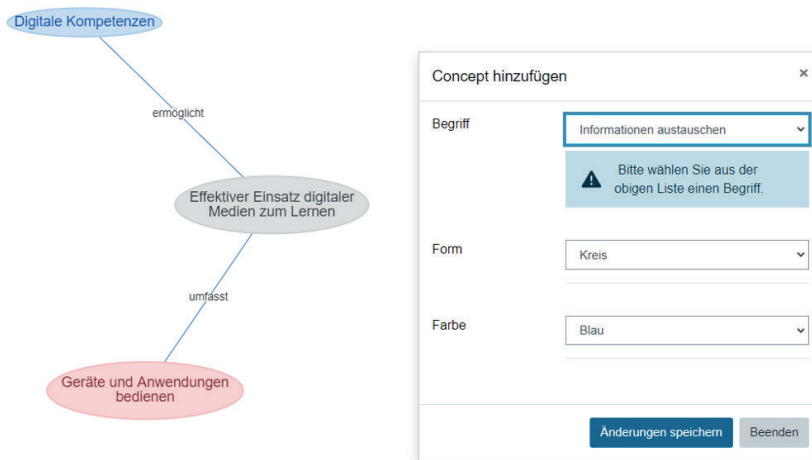 Digitale Kompetenzen
ermöglicht
Effektiver Einsatz digitaler
Medien zum Lernen
umfasst
Geräte und Anwendungen
bedienen
Concept hinzufügen
×
Begriff
Informationen austauschen
Bitte wählen Sie aus der
obigen Liste einen Begriff.
Form
Kreis
Farbe
Blau
Änderungen speichern
Beenden